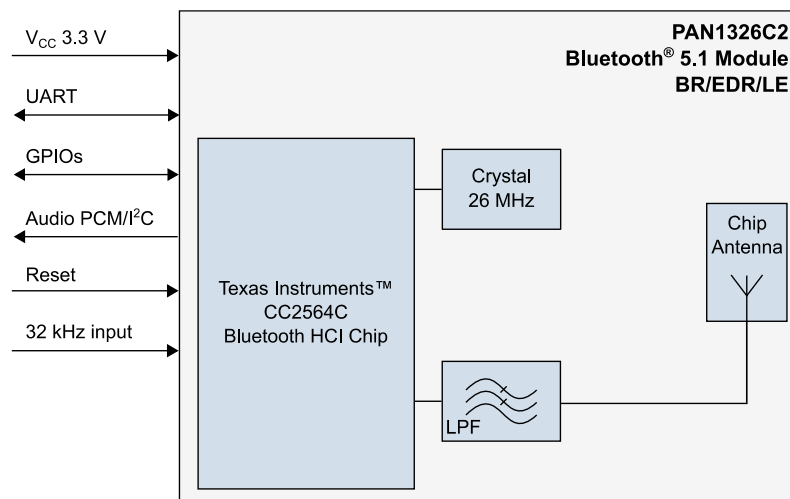 PAN1326C2
Bluetooth® 5.1 Module
BR/EDR/LE
V_CC 3.3 V
UART
GPIOs
Audio PCM/I²C
Reset
32 kHz input
Texas Instruments™
CC2564C
Bluetooth HCI Chip
Crystal
26 MHz
LPF
Chip
Antenna